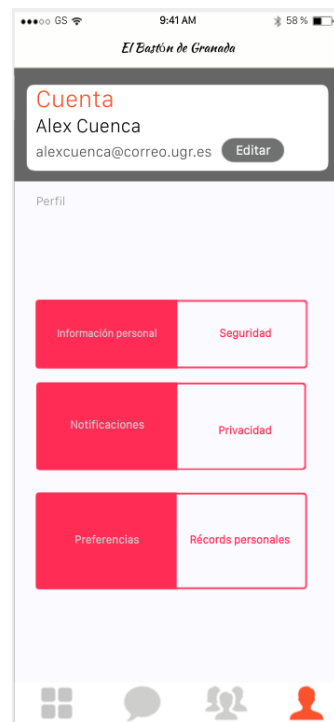 GS 9:41 AM 58 %
El Bastón de Granada
Cuenta
Alex Cuenca
alexcuenca@correo.ugr.es Editar
Perfil
Información personal Seguridad
Notificaciones Privacidad
Preferencias Récords personales